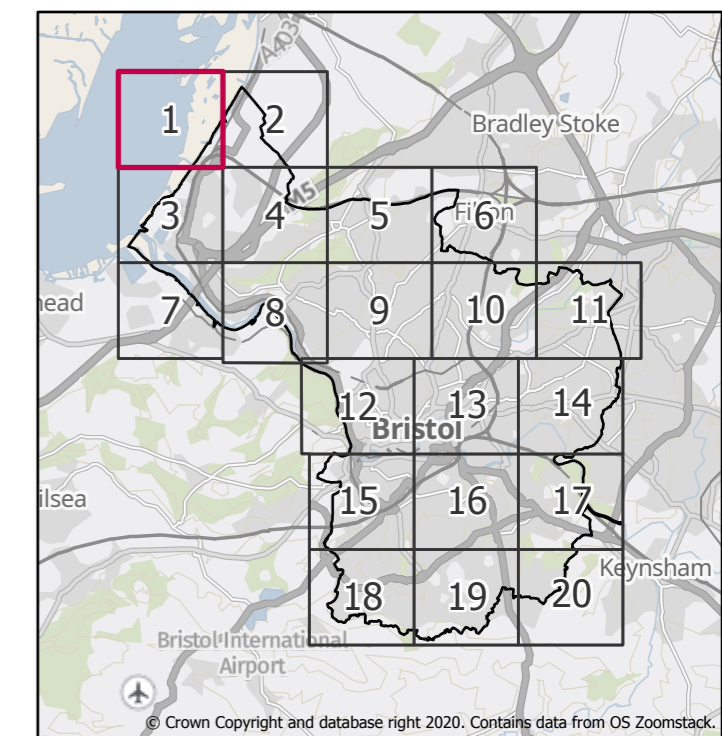 A403
1
2
Bradley Stoke
M5
3
4
5
6
Filton
head
7
8
9
10
11
12
13
14
Bristol
ilsea
15
16
17
Keynsham
18
19
20
Bristol International
Airport
© Crown Copyright and database right 2020. Contains data from OS Zoomstack.